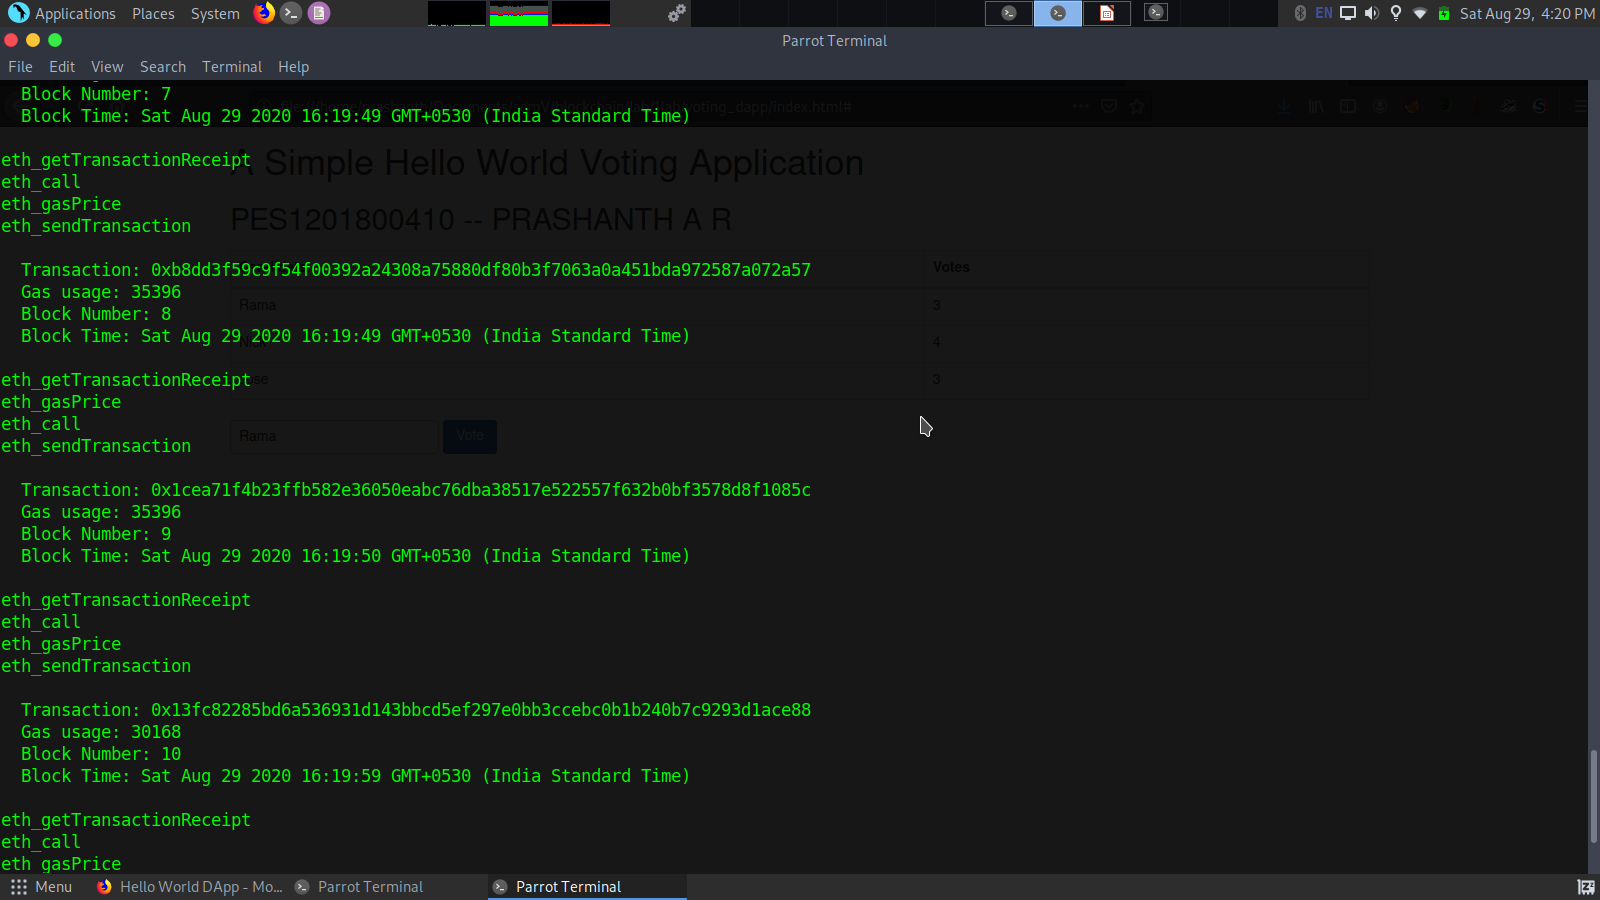 Applications Places System
EN Sat Aug 29, 4:20 PM
Parrot Terminal
File Edit View Search Terminal Help
Block Number: 7
Block Time: Sat Aug 29 2020 16:19:49 GMT+0530 (India Standard Time)
eth_getTransactionReceipt
A Simple Hello World Voting Application
eth_call
eth_gasPrice
PES1201800410 -- PRASHANTH A R
eth_sendTransaction
Transaction: 0xb8dd3f59c9f54f00392a24308a75880df80b3f7063a0a451bda972587a072a57
Votes
Gas usage: 35396
Rama 3
Block Number: 8
Block Time: Sat Aug 29 2020 16:19:49 GMT+0530 (India Standard Time)
4
eth_getTransactionReceipt
3
eth_gasPrice
eth_call
Rama Vote
eth_sendTransaction
Transaction: 0x1cea71f4b23ffb582e36050eabc76dba38517e522557f632b0bf3578d8f1085c
Gas usage: 35396
Block Number: 9
Block Time: Sat Aug 29 2020 16:19:50 GMT+0530 (India Standard Time)
eth_getTransactionReceipt
eth_call
eth_gasPrice
eth_sendTransaction
Transaction: 0x13fc82285bd6a536931d143bbcd5ef297e0bb3ccebc0b1b240b7c9293d1ace88
Gas usage: 30168
Block Number: 10
Block Time: Sat Aug 29 2020 16:19:59 GMT+0530 (India Standard Time)
eth_getTransactionReceipt
eth_call
eth_gasPrice
Menu Hello World DApp - Mo... Parrot Terminal Parrot Terminal